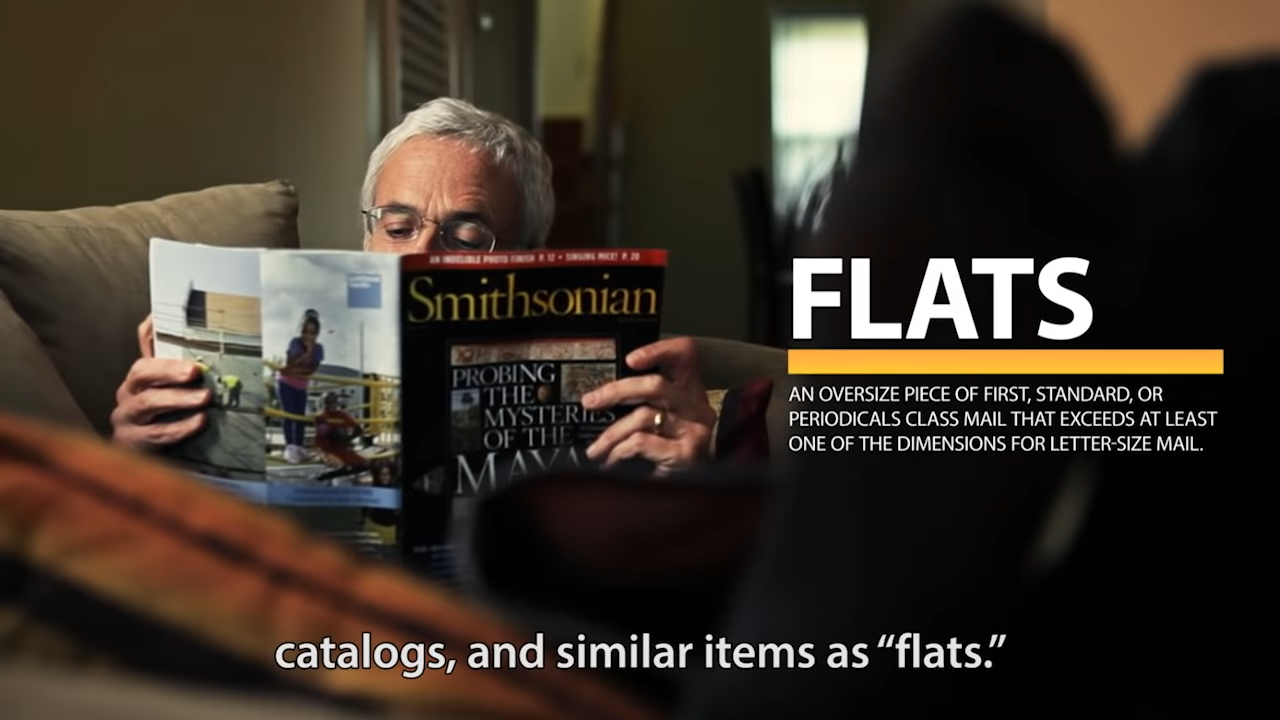 AN INDELIBLE PHOTO FINISH P. 12 • SINGING MICE! P. 28
Smithsonian
PROBING
THE
MYSTERIES
OF THE
MAYA
FLATS
AN OVERSIZE PIECE OF FIRST, STANDARD, OR
PERIODICALS CLASS MAIL THAT EXCEEDS AT LEAST
ONE OF THE DIMENSIONS FOR LETTER-SIZE MAIL.
catalogs, and similar items as “flats.”